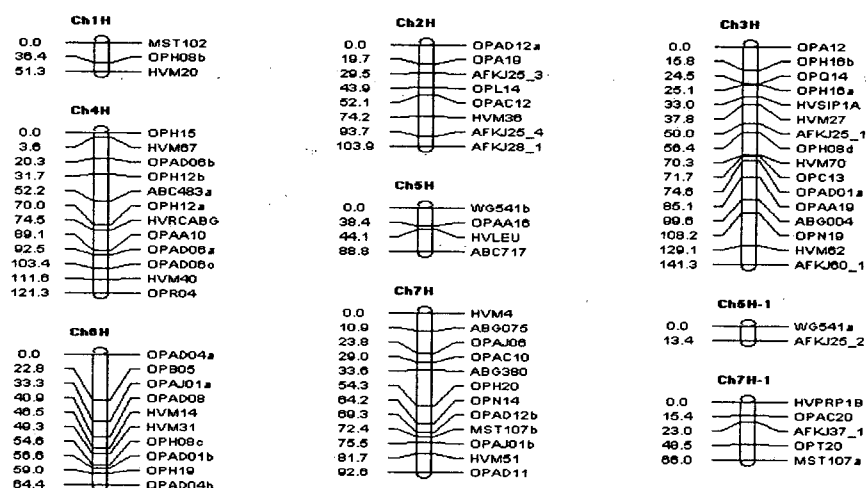 Ch1H
0.0 MST102
36.4 OPH08b
51.3 HVM20
Ch4H
0.0 OPH15
3.6 HVM67
20.3 OPAD06b
31.7 OPH12b
52.2 ABC483a
70.0 OPH12a
74.5 HVRCABG
89.1 OPAA10
92.5 OPAD06a
103.4 OPAD06c
111.6 HVM40
121.3 OPR04
Ch6H
0.0 OPAD04a
22.8 OPB05
33.3 OPAJ01a
40.9 OPAD08
46.5 HVM14
49.3 HVM31
54.6 OPH08c
56.6 OPAD01b
59.0 OPH19
64.4 OPAD04b
Ch2H
0.0 OPAD12a
19.7 OPA19
29.5 AFKJ25_3
43.9 OPL14
52.1 OPAC12
74.2 HVM36
93.7 AFKJ25_4
103.9 AFKJ28_1
Ch5H
0.0 WG541b
38.4 OPAA16
44.1 HVLEU
88.8 ABC717
Ch7H
0.0 HVM4
10.9 ABG075
23.8 OPAJ06
29.0 OPAC10
33.6 ABG380
54.3 OPH20
64.2 OPN14
69.3 OPAD12b
72.4 MST107b
75.5 OPAJ01b
81.7 HVM51
92.6 OPAD11
Ch3H
0.0 OPA12
15.8 OPH16b
24.5 OPQ14
25.1 OPH16a
33.0 HVSIP1A
37.8 HVM27
50.0 AFKJ25_1
56.4 OPH08d
70.3 HVM70
71.7 OPC13
74.6 OPAD01a
85.1 OPAA19
99.6 ABG004
108.2 OPN19
129.1 HVM62
141.3 AFKJ60_1
Ch5H-1
0.0 WG541a
13.4 AFKJ25_2
Ch7H-1
0.0 HVPRP1B
15.4 OPAC20
23.0 AFKJ37_1
48.5 OPT20
66.0 MST107a